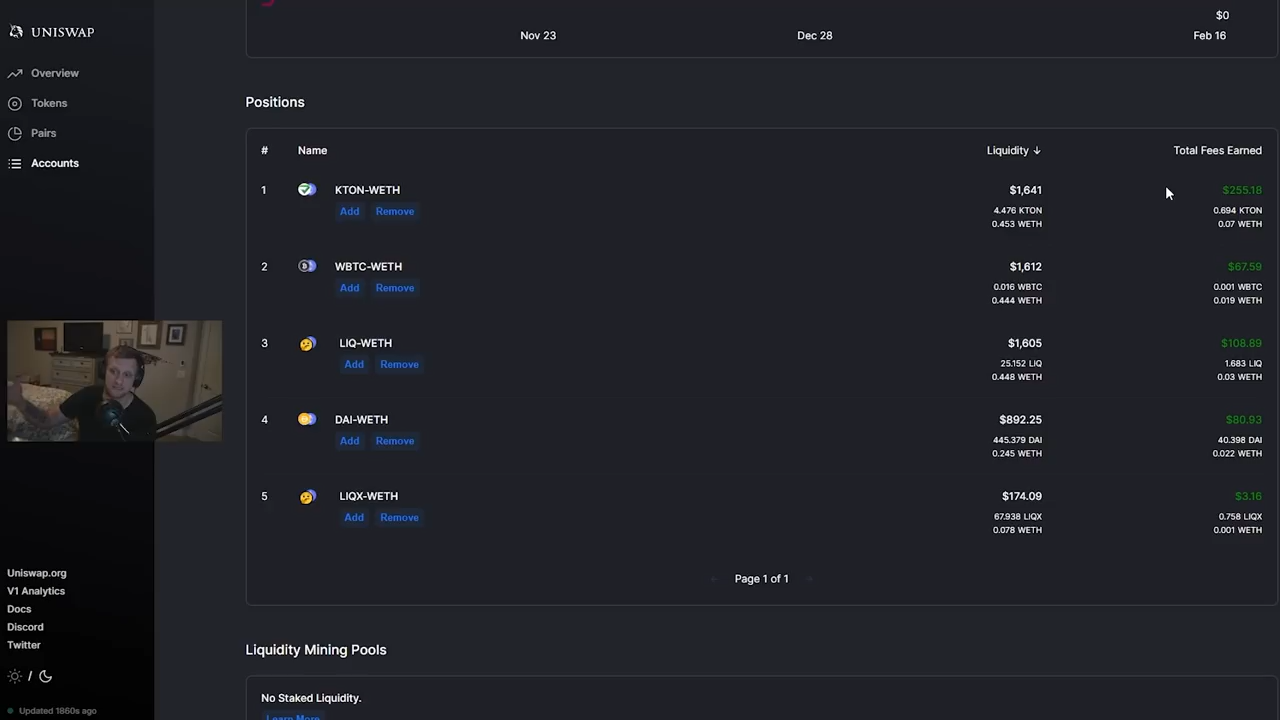 UNISWAP
Overview
Tokens
Pairs
Accounts
$0
Nov 23 Dec 28 Feb 16
Positions
# Name Liquidity ↓ Total Fees Earned
1 KTON-WETH $1,641 $255.18
Add Remove 4.476 KTON 0.694 KTON
0.453 WETH 0.07 WETH
2 WBTC-WETH $1,612 $67.59
Add Remove 0.016 WBTC 0.001 WBTC
0.444 WETH 0.019 WETH
3 LIQ-WETH $1,605 $108.89
Add Remove 25.152 LIQ 1.683 LIQ
0.448 WETH 0.03 WETH
4 DAI-WETH $892.25 $80.93
Add Remove 445.379 DAI 40.398 DAI
0.245 WETH 0.022 WETH
5 LIQX-WETH $174.09 $3.16
Add Remove 67.938 LIQX 0.758 LIQX
0.078 WETH 0.001 WETH
Page 1 of 1
Liquidity Mining Pools
No Staked Liquidity.
Learn More
Uniswap.org
V1 Analytics
Docs
Discord
Twitter
/
Updated 1860s ago